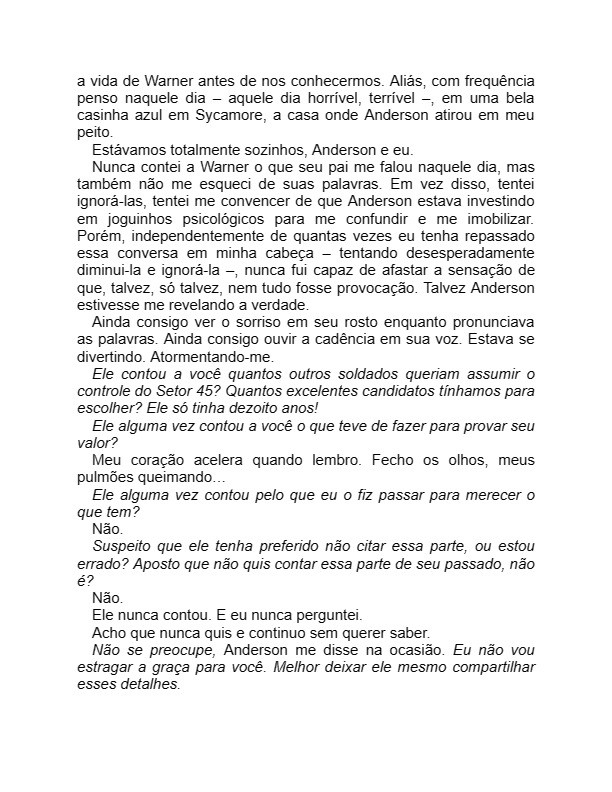 a vida de Warner antes de nos conhecermos. Aliás, com frequência
penso naquele dia – aquele dia horrível, terrível –, em uma bela
casinha azul em Sycamore, a casa onde Anderson atirou em meu
peito.
Estávamos totalmente sozinhos, Anderson e eu.
Nunca contei a Warner o que seu pai me falou naquele dia, mas
também não me esqueci de suas palavras. Em vez disso, tentei
ignorá-las, tentei me convencer de que Anderson estava investindo
em joguinhos psicológicos para me confundir e me imobilizar.
Porém, independentemente de quantas vezes eu tenha repassado
essa conversa em minha cabeça – tentando desesperadamente
diminui-la e ignorá-la –, nunca fui capaz de afastar a sensação de
que, talvez, só talvez, nem tudo fosse provocação. Talvez Anderson
estivesse me revelando a verdade.
Ainda consigo ver o sorriso em seu rosto enquanto pronunciava
as palavras. Ainda consigo ouvir a cadência em sua voz. Estava se
divertindo. Atormentando-me.
Ele contou a você quantos outros soldados queriam assumir o
controle do Setor 45? Quantos excelentes candidatos tínhamos para
escolher? Ele só tinha dezoito anos!
Ele alguma vez contou a você o que teve de fazer para provar seu
valor?
Meu coração acelera quando lembro. Fecho os olhos, meus
pulmões queimando…
Ele alguma vez contou pelo que eu o fiz passar para merecer o
que tem?
Não.
Suspeito que ele tenha preferido não citar essa parte, ou estou
errado? Aposto que não quis contar essa parte de seu passado, não
é?
Não.
Ele nunca contou. E eu nunca perguntei.
Acho que nunca quis e continuo sem querer saber.
Não se preocupe, Anderson me disse na ocasião. Eu não vou
estragar a graça para você. Melhor deixar ele mesmo compartilhar
esses detalhes.